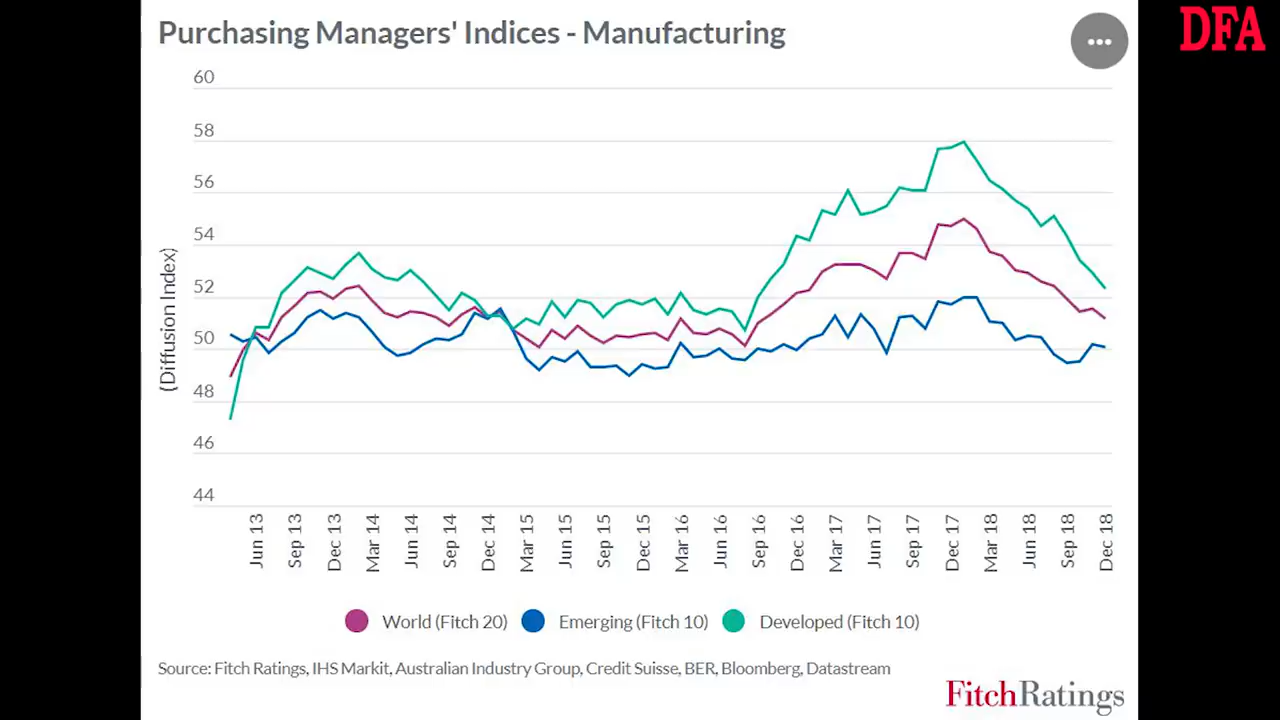 Purchasing Managers' Indices - Manufacturing
DFA
60
58
56
54
52
50
48
46
44
(Diffusion Index)
Jun 13
Sep 13
Dec 13
Mar 14
Jun 14
Sep 14
Dec 14
Mar 15
Jun 15
Sep 15
Dec 15
Mar 16
Jun 16
Sep 16
Dec 16
Mar 17
Jun 17
Sep 17
Dec 17
Mar 18
Jun 18
Sep 18
Dec 18
World (Fitch 20)
Emerging (Fitch 10)
Developed (Fitch 10)
Source: Fitch Ratings, IHS Markit, Australian Industry Group, Credit Suisse, BER, Bloomberg, Datastream
FitchRatings